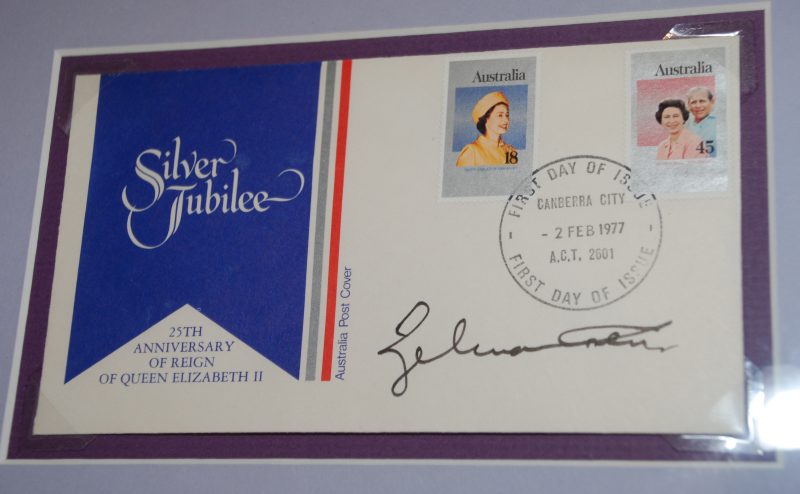 Silver
Jubilee
25TH
ANNIVERSARY
OF REIGN
OF QUEEN ELIZABETH II
Australia Post Cover
Australia
18
Australia
45
FIRST DAY OF ISSUE
CANBERRA CITY
- 2 FEB 1977 -
A.C.T. 2601
FIRST DAY OF ISSUE